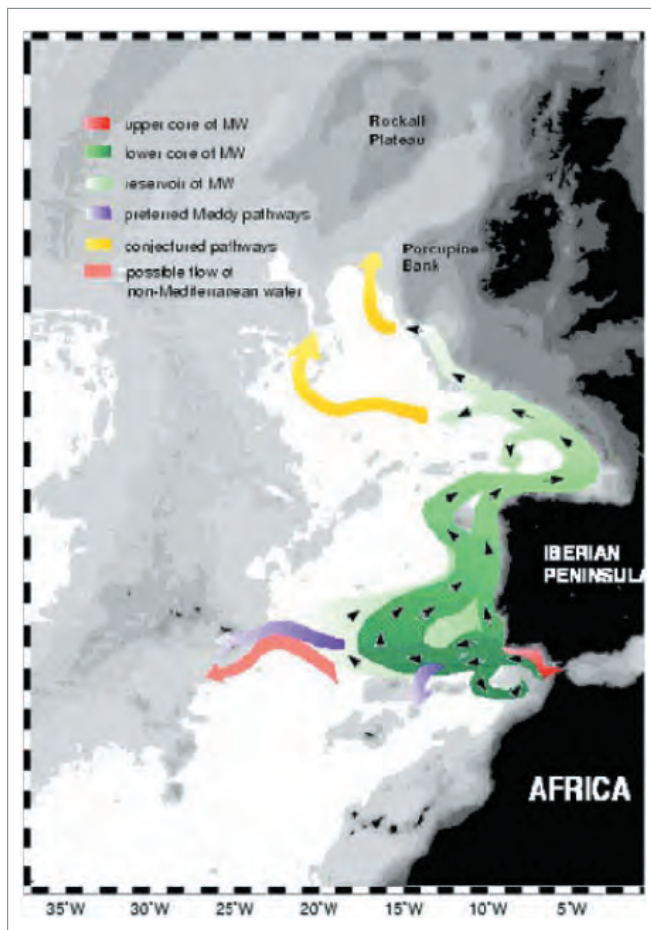 Rockall
Plateau
upper core of MW
lower core of MW
reservoir of MW
preferred Meddy pathways
conjectured pathways
possible flow of
non-Mediterranean water
Porcupine
Bank
IBERIAN
PENINSULA
AFRICA
35°W 30°W 25°W 20°W 15°W 10°W 5°W